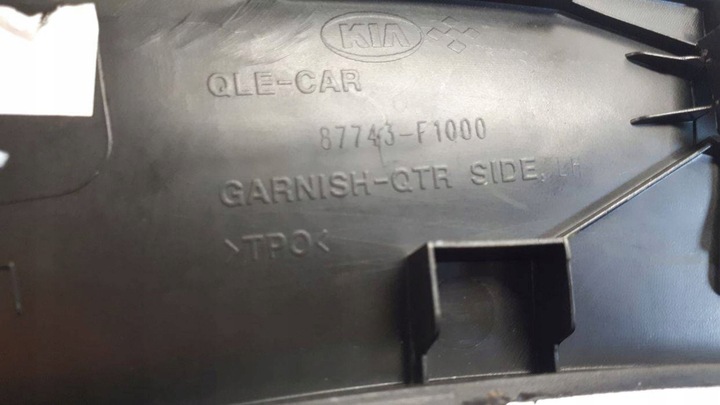 KIA
QLE-CAR
87743-F1000
GARNISH-QTR SIDE, LH
>TPO<